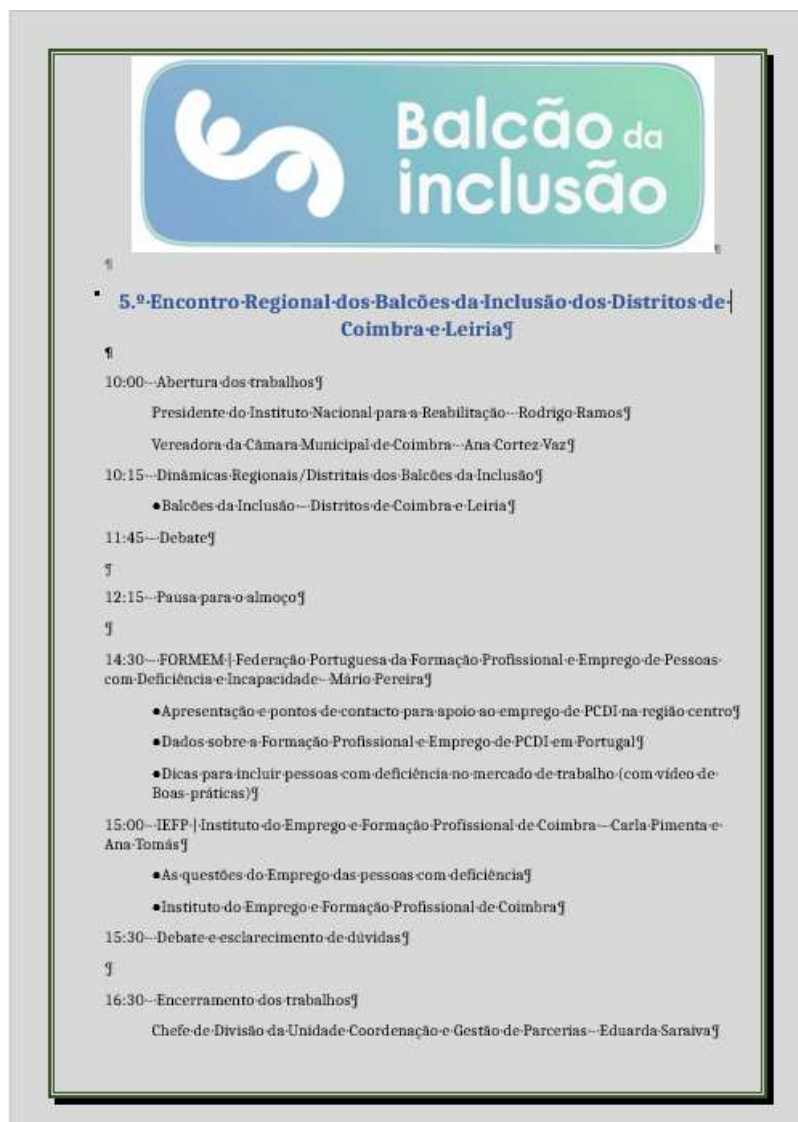 Balcão da
inclusão
5.º Encontro Regional dos Balcões da Inclusão dos Distritos de
Coimbra e Leiria¶
¶
10:00 – Abertura dos trabalhos¶
Presidente do Instituto Nacional para a Reabilitação – Rodrigo Ramos¶
Vereadora da Câmara Municipal de Coimbra – Ana Cortez Vaz¶
10:15 – Dinâmicas Regionais/Distritais dos Balcões da Inclusão¶
●Balcões da Inclusão – Distritos de Coimbra e Leiria¶
11:45 – Debate¶
¶
12:15 – Pausa para o almoço¶
¶
14:30 – FORMEM | Federação Portuguesa da Formação Profissional e Emprego de Pessoas
com Deficiência e Incapacidade – Mário Pereira¶
●Apresentação e pontos de contacto para apoio ao emprego de PCDI na região centro¶
●Dados sobre a Formação Profissional e Emprego de PCDI em Portugal¶
●Dicas para incluir pessoas com deficiência no mercado de trabalho (com vídeo de
Boas-práticas)¶
15:00 – IEFP | Instituto do Emprego e Formação Profissional de Coimbra – Carla Pimenta e
Ana Tomás¶
●As questões do Emprego das pessoas com deficiência¶
●Instituto do Emprego e Formação Profissional de Coimbra¶
15:30 – Debate e esclarecimento de dúvidas¶
¶
16:30 – Encerramento dos trabalhos¶
Chefe de Divisão da Unidade Coordenação e Gestão de Parcerias – Eduarda Saraiva¶